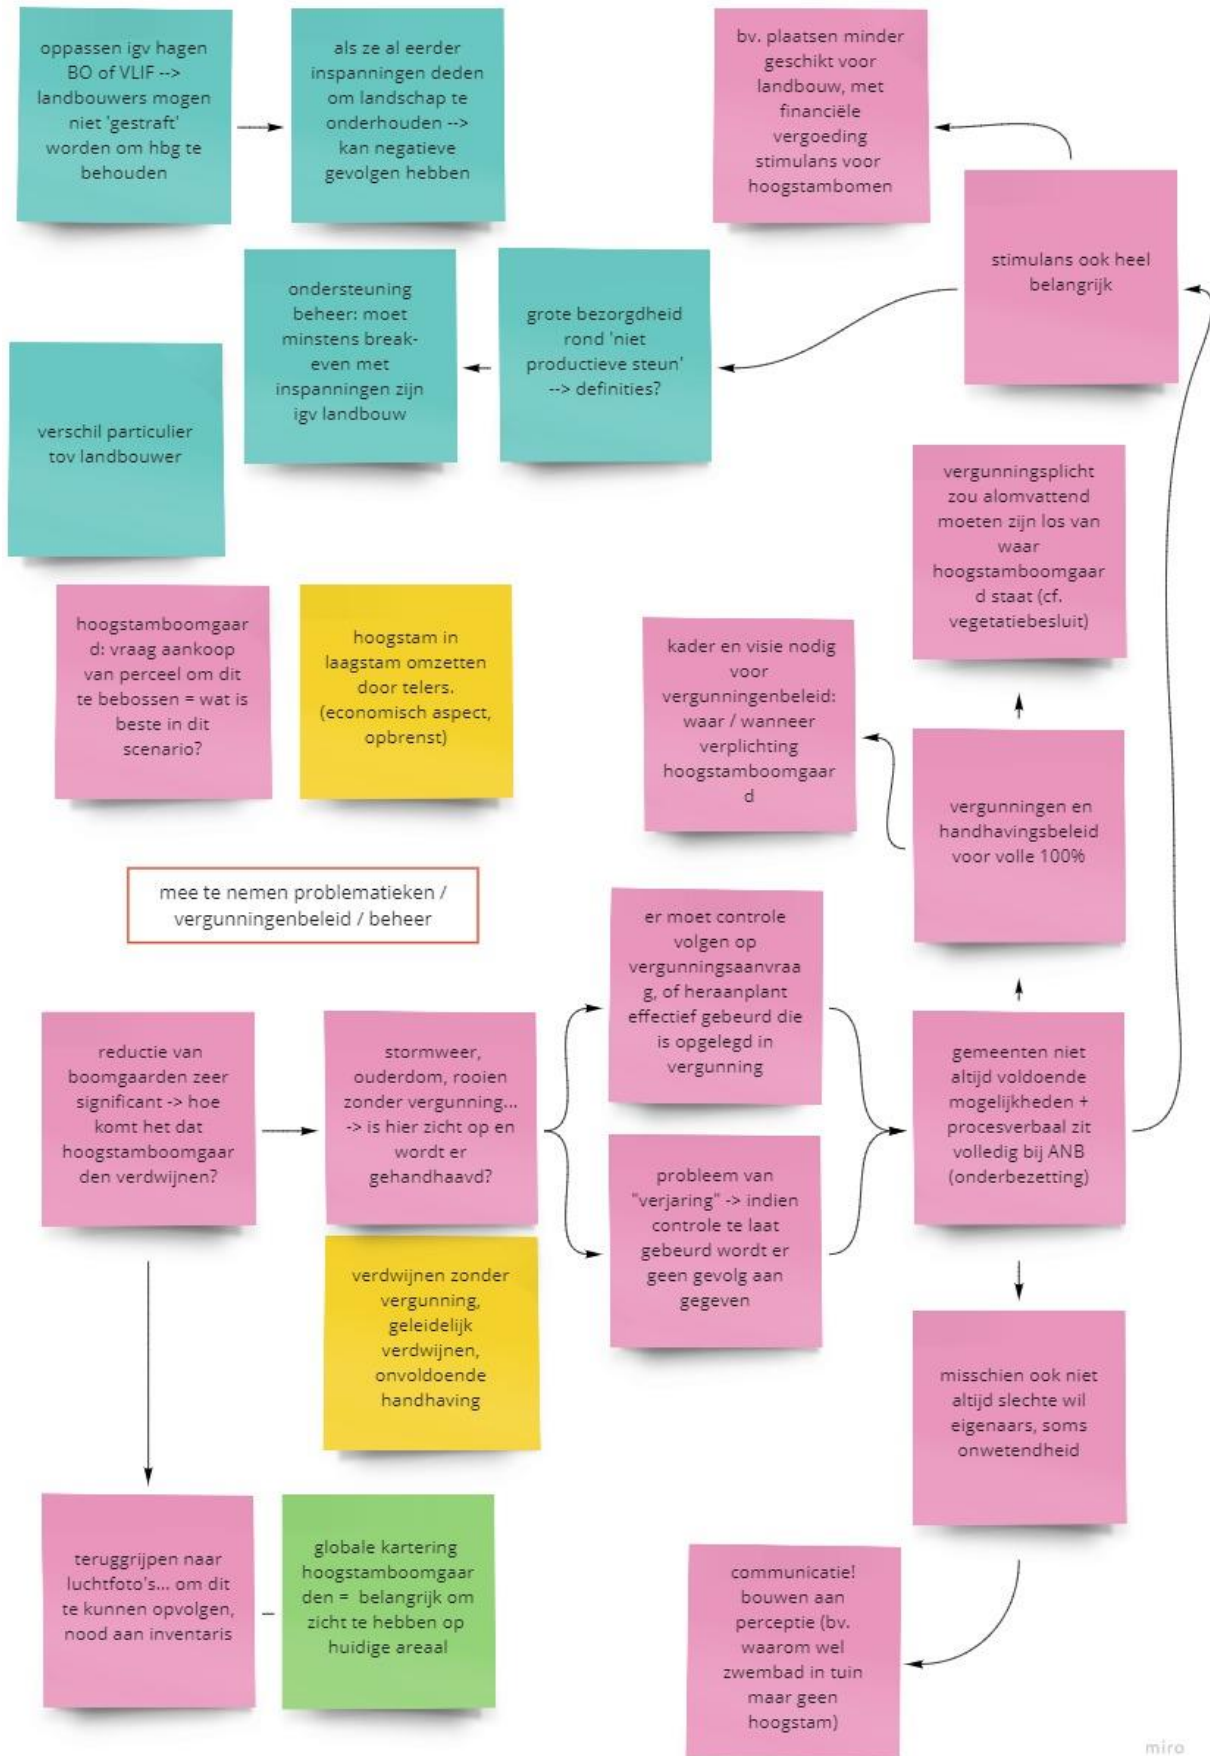 oppassen igv hagen
BO of VLIF -->
landbouwers mogen
niet 'gestraft'
worden om hbg te
behouden
als ze al eerder
inspanningen deden
om landschap te
onderhouden -->
kan negatieve
gevolgen hebben
bv. plaatsen minder
geschikt voor
landbouw, met
financiële
vergoeding
stimulans voor
hoogstambomen
stimulans ook heel
belangrijk
ondersteuning
beheer: moet
minstens break-
even met
inspanningen zijn
igv landbouw
grote bezorgdheid
rond 'niet
productieve steun'
--> definities?
verschil particulier
tov landbouwer
vergunningsplicht
zou alomvattend
moeten zijn los van
waar
hoogstamboomgaar
d staat (cf.
vegetatiebesluit)
hoogstamboomgaar
d: vraag aankoop
van perceel om dit
te bebossen = wat is
beste in dit
scenario?
hoogstam in
laagstam omzetten
door telers.
(economisch aspect,
opbrenst)
kader en visie nodig
voor
vergunningenbeleid:
waar / wanneer
verplichting
hoogstamboomgaar
d
vergunningen en
handhavingsbeleid
voor volle 100%
mee te nemen problematieken /
vergunningenbeleid / beheer
er moet controle
volgen op
vergunningsaanvraa
g, of heraanplant
effectief gebeurd die
is opgelegd in
vergunning
reductie van
boomgaarden zeer
significant -> hoe
komt het dat
hoogstamboomgaar
den verdwijnen?
stormweer,
ouderdom, rooien
zonder vergunning...
-> is hier zicht op en
wordt er
gehandhaavd?
gemeenten niet
altijd voldoende
mogelijkheden +
procesverbaal zit
volledig bij ANB
(onderbezetting)
probleem van
"verjaring" -> indien
controle te laat
gebeurd wordt er
geen gevolg aan
gegeven
verdwijnen zonder
vergunning,
geleidelijk
verdwijnen,
onvoldoende
handhaving
misschien ook niet
altijd slechte wil
eigenaars, soms
onwetendheid
teruggrijpen naar
luchtfoto's... om dit
te kunnen opvolgen,
nood aan inventaris
globale kartering
hoogstamboomgaar
den = belangrijk om
zicht te hebben op
huidige areaal
communicatie!
bouwen aan
perceptie (bv.
waarom wel
zwembad in tuin
maar geen
hoogstam)
miro